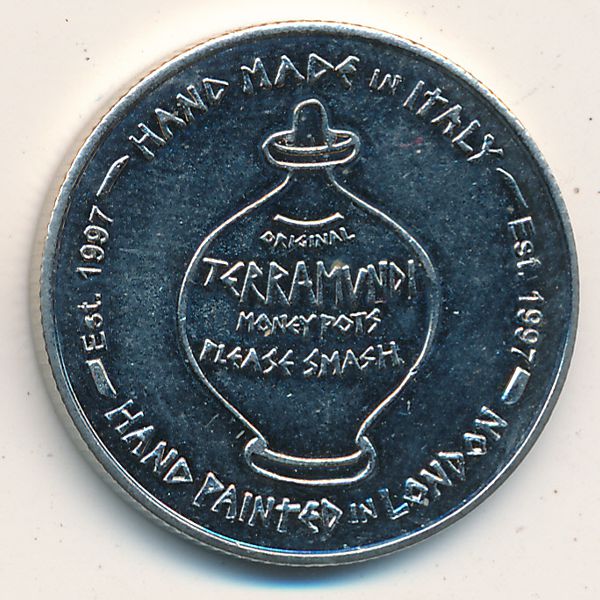 HAND MADE IN ITALY
Est. 1997
Est. 1997
ORIGINAL
TERRAMUNDI
MONEY POTS
PLEASE SMASH
HAND PAINTED IN LONDON